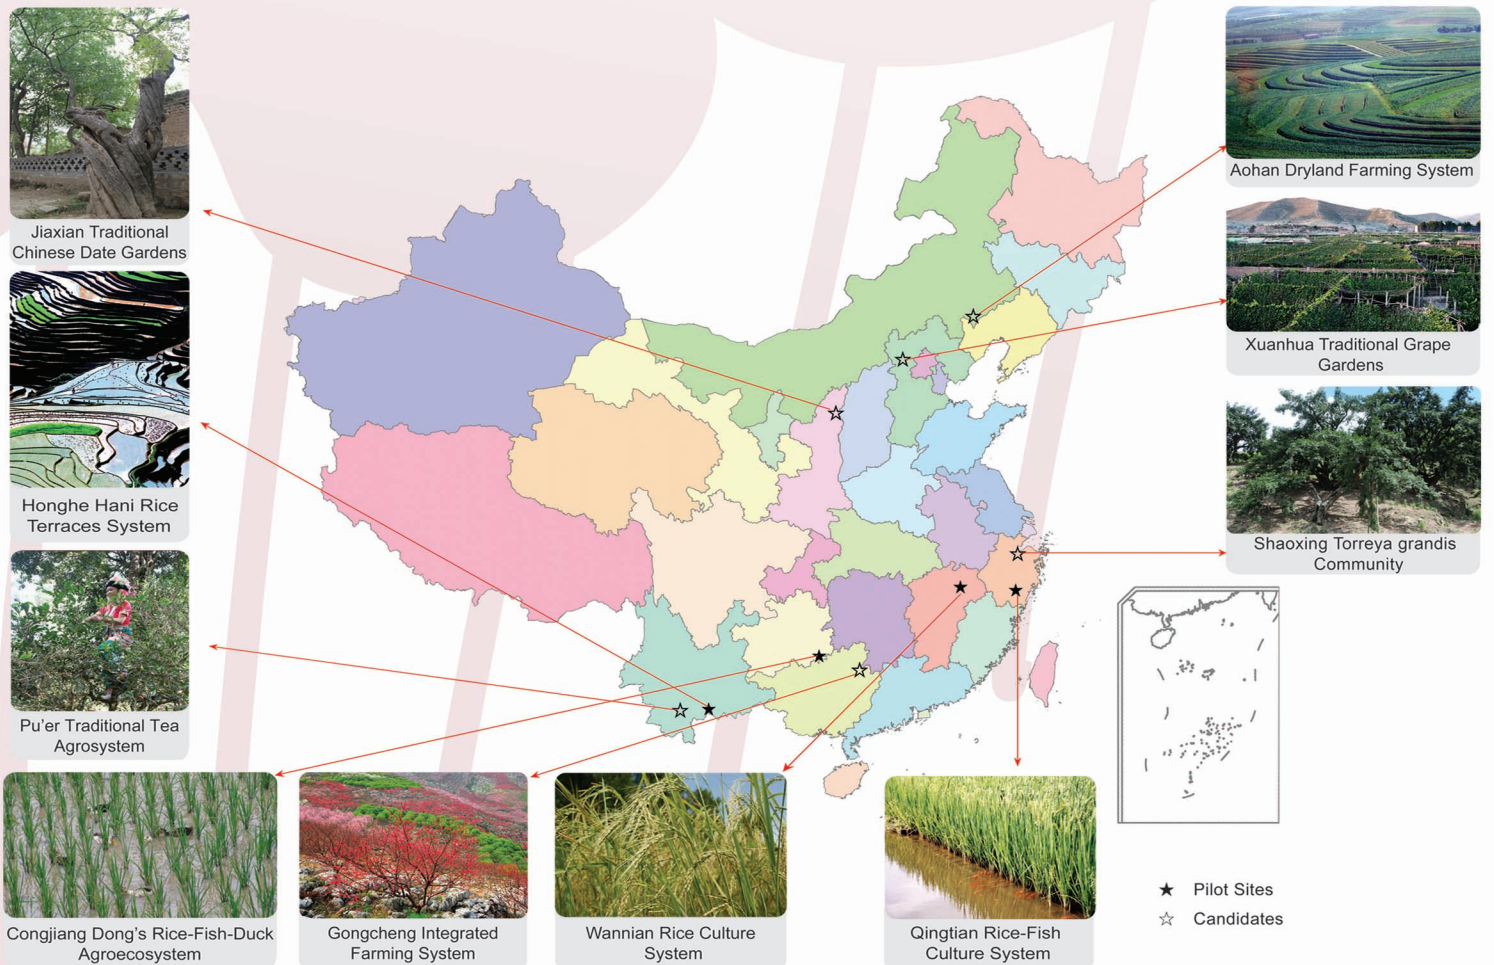 Jiaxian Traditional
Chinese Date Gardens
Honghe Hani Rice
Terraces System
Pu’er Traditional Tea
Agrosystem
Congjiang Dong’s Rice-Fish-Duck
Agroecosystem
Gongcheng Integrated
Farming System
Wannian Rice Culture
System
Qingtian Rice-Fish
Culture System
Aohan Dryland Farming System
Xuanhua Traditional Grape
Gardens
Shaoxing Torreya grandis
Community
Pilot Sites
Candidates